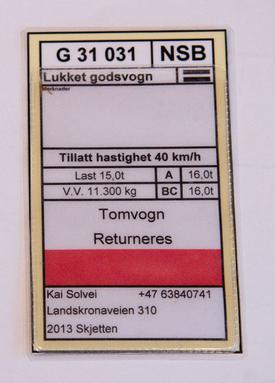 G 31 031 NSB
Lukket godsvogn
Merknader
Tillatt hastighet 40 km/h
Last 15,0t A 16,0t
V.V. 11.300 kg BC 16,0t
Tomvogn
Returneres
Kai Solvei +47 63840741
Landskronaveien 310
2013 Skjetten